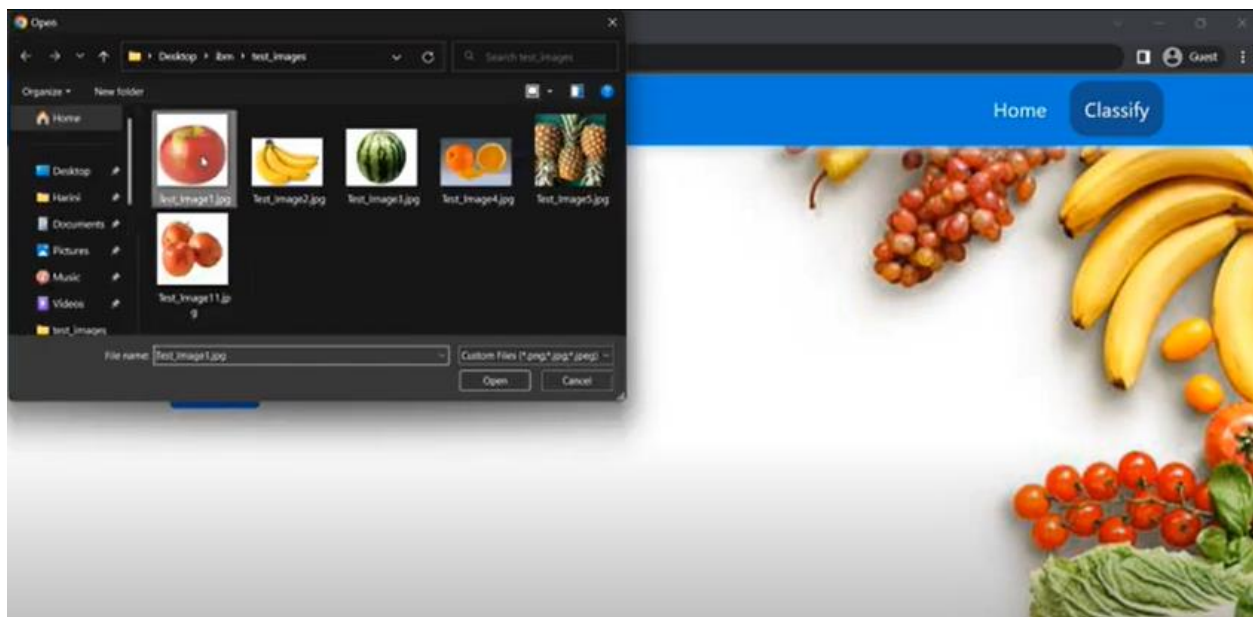 Open
Desktop › ibm › test_images
Search test_images
Guest
Organize
New folder
Home
Classify
Home
Desktop
Harini
Documents
Pictures
Music
Videos
test_images
Test_Image1.jpg
Test_Image2.jpg
Test_Image3.jpg
Test_Image4.jpg
Test_Image5.jpg
Test_Image11.jp
g
File name:
Test_Image1.jpg
Custom Files (*.png;*.jpg;*.jpeg)
Open
Cancel